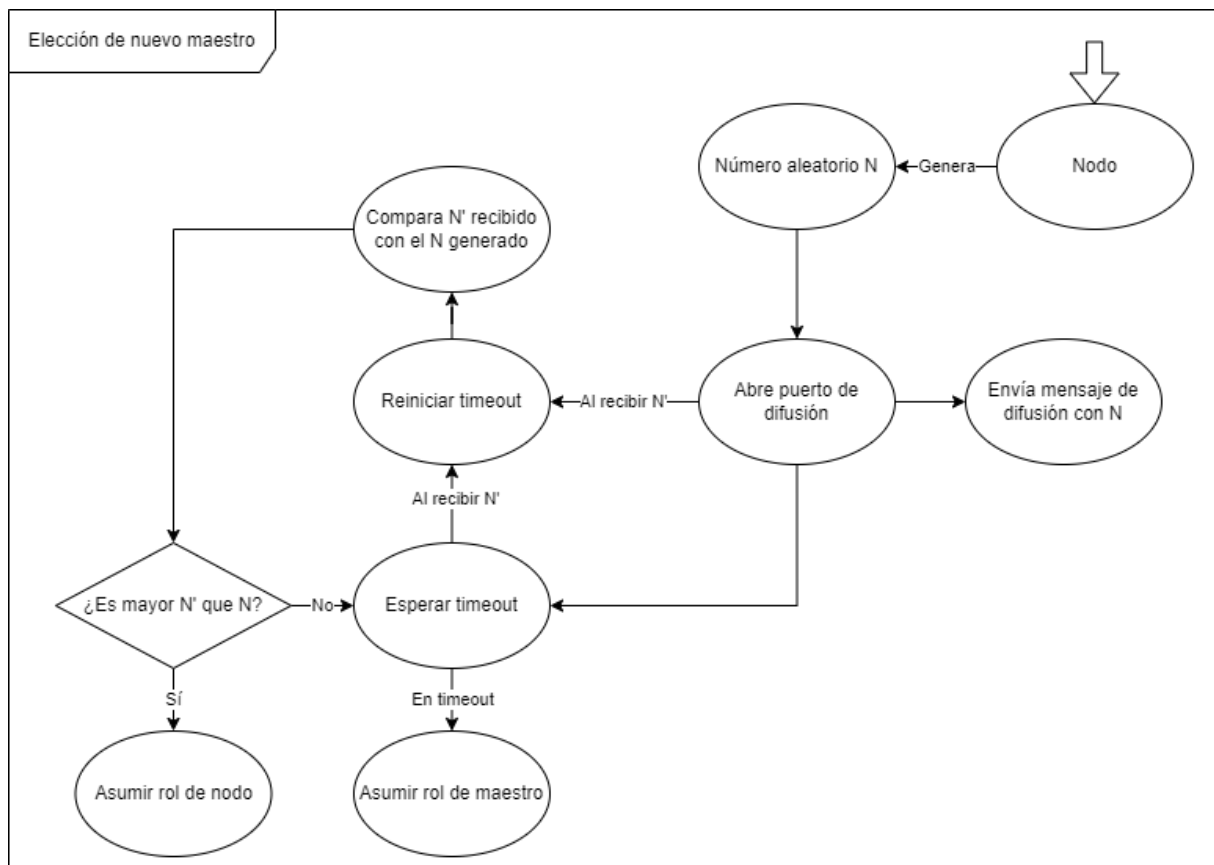 Elección de nuevo maestro
Número aleatorio N
Genera
Nodo
Compara N' recibido
con el N generado
Reiniciar timeout
Al recibir N'
Abre puerto de
difusión
Envía mensaje de
difusión con N
Al recibir N'
¿Es mayor N' que N?
No
Esperar timeout
Sí
En timeout
Asumir rol de nodo
Asumir rol de maestro